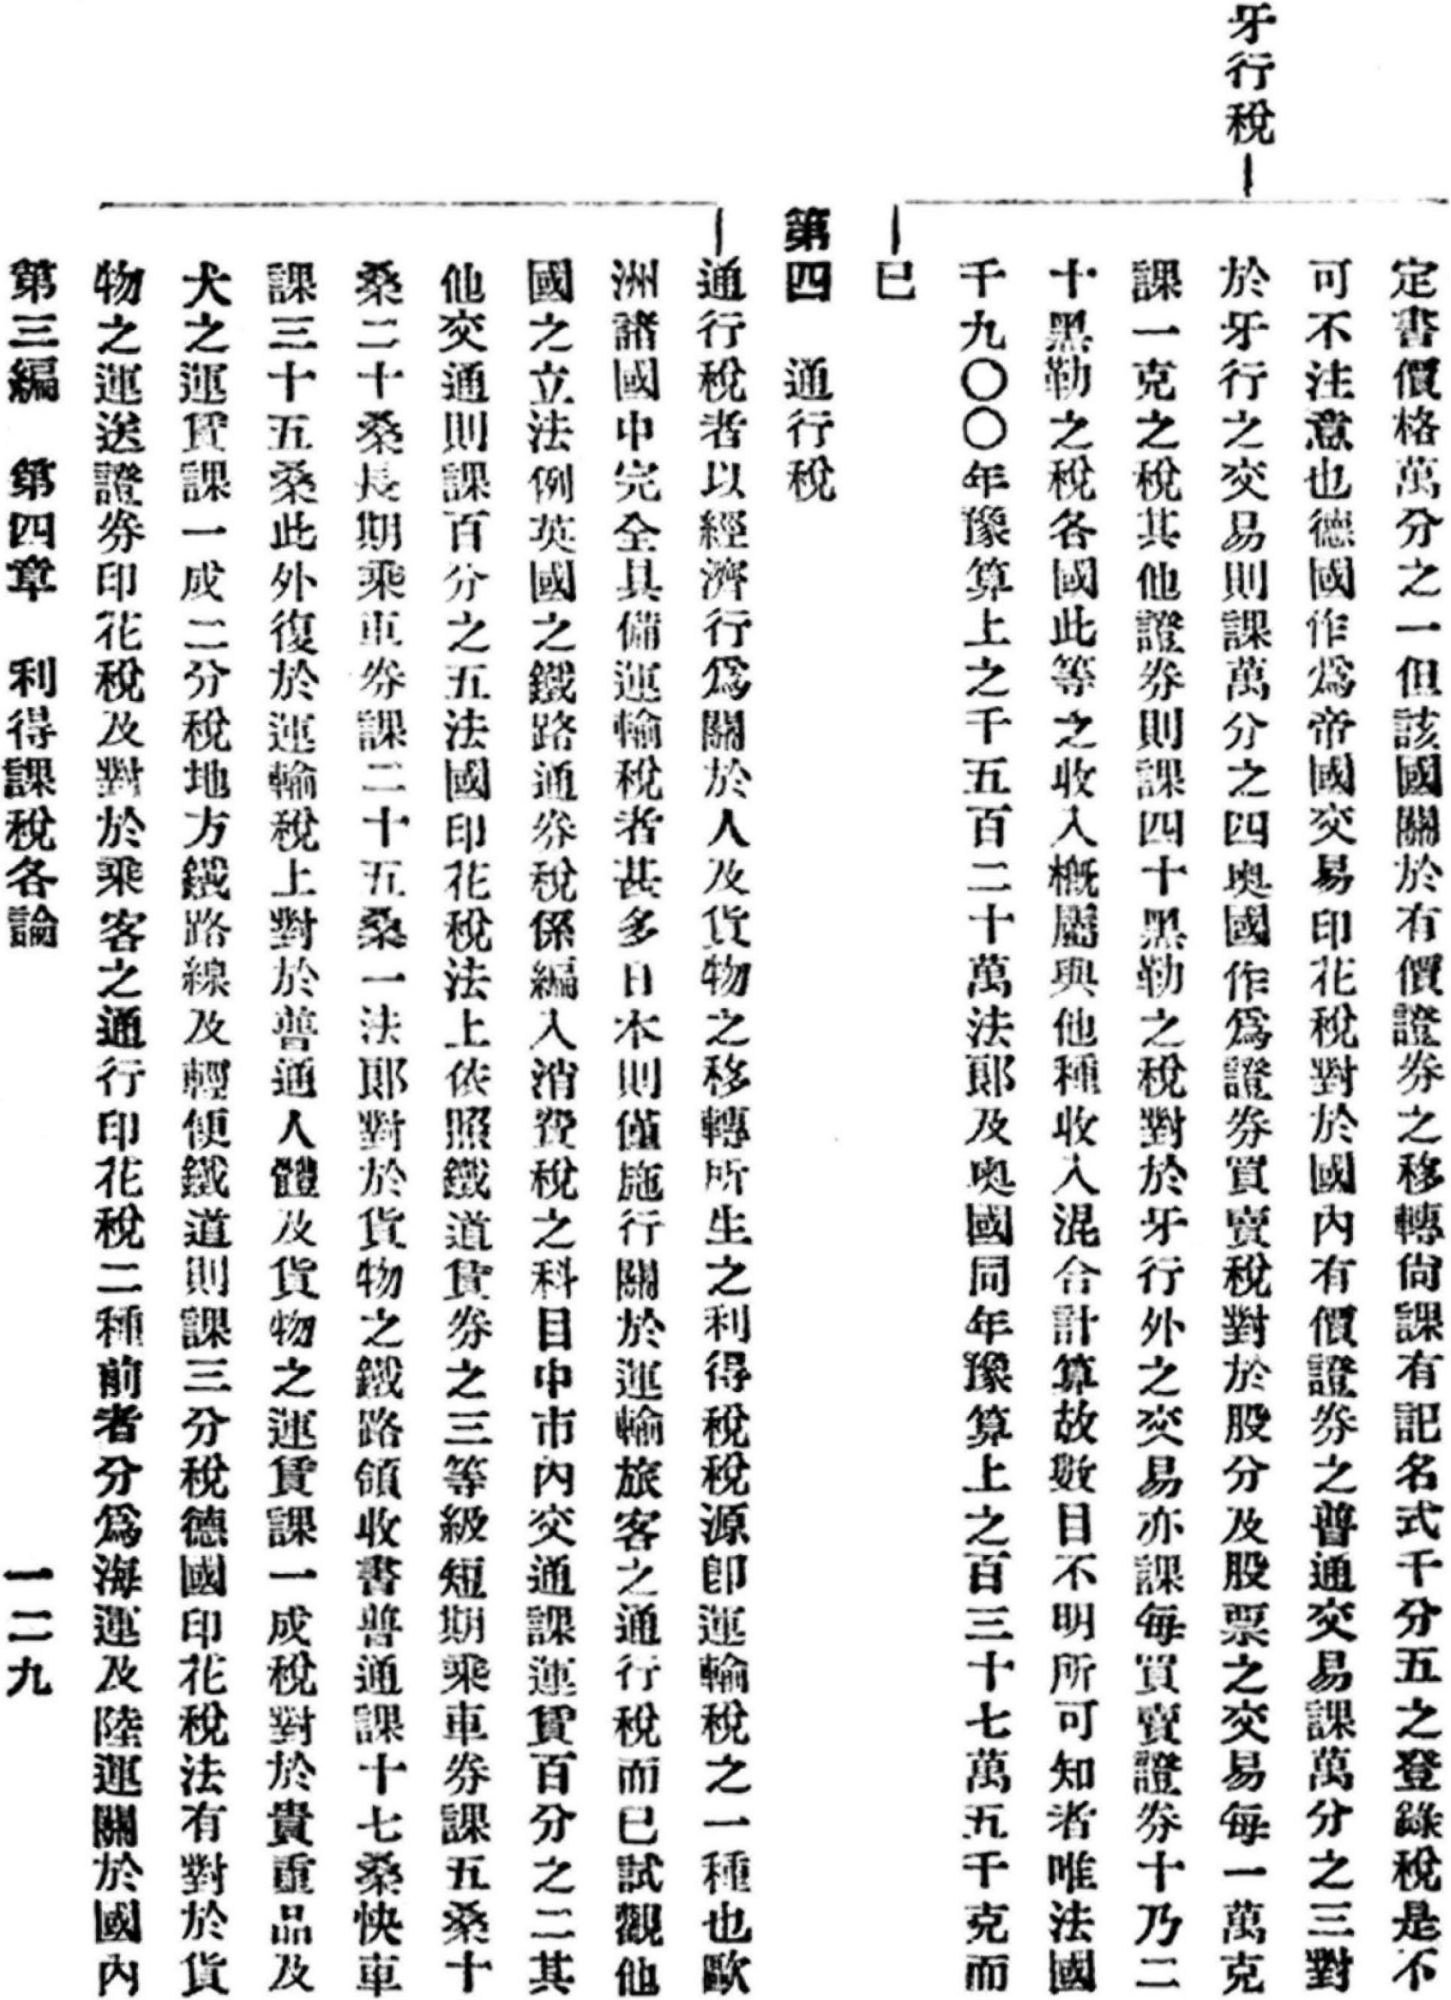 牙行稅
定書價格萬分之一但該國關於有價證券之移轉尙課有記名式千分五之登錄稅是不
可不注意也德國作爲帝國交易印花稅對於國內有價證券之普通交易課萬分之三對
於牙行之交易則課萬分之四奧國作爲證券買賣稅對於股分及股票之交易每一萬克
課一克之稅其他證券則課四十黑勒之稅對於牙行外之交易亦課每買賣證券十乃二
十黑勒之稅各國此等之收入槪屬與他種收入混合計算故數目不明所可知者唯法國
千九〇〇年豫算上之千五百二十萬法郞及奧國同年豫算上之百三十七萬五千克而
已
第四　通行稅
通行稅者以經濟行爲關於人及貨物之移轉所生之利得稅稅源卽運輸稅之一種也歐
洲諸國中完全具備運輸稅者甚多日本則僅施行關於運輸旅客之通行稅而已試觀他
國之立法例英國之鐵路通券稅係編入消費稅之科目中市內交通課運賃百分之二其
他交通則課百分之五法國印花稅法上依照鐵道賃券之三等級短期乘車券課五桑十
桑二十桑長期乘車券課二十五桑一法郞對於貨物之鐵路領收書普通課十七桑快車
課三十五桑此外復於運輸稅上對於普通人體及貨物之運賃課一成稅對於貴重品及
犬之運賃課一成二分稅地方鐵路線及輕便鐵道則課三分稅德國印花稅法有對於貨
物之運送證券印花稅及對於乘客之通行印花稅二種前者分爲海運及陸運關於國內
第三編　第四章　利得課稅各論
一二九